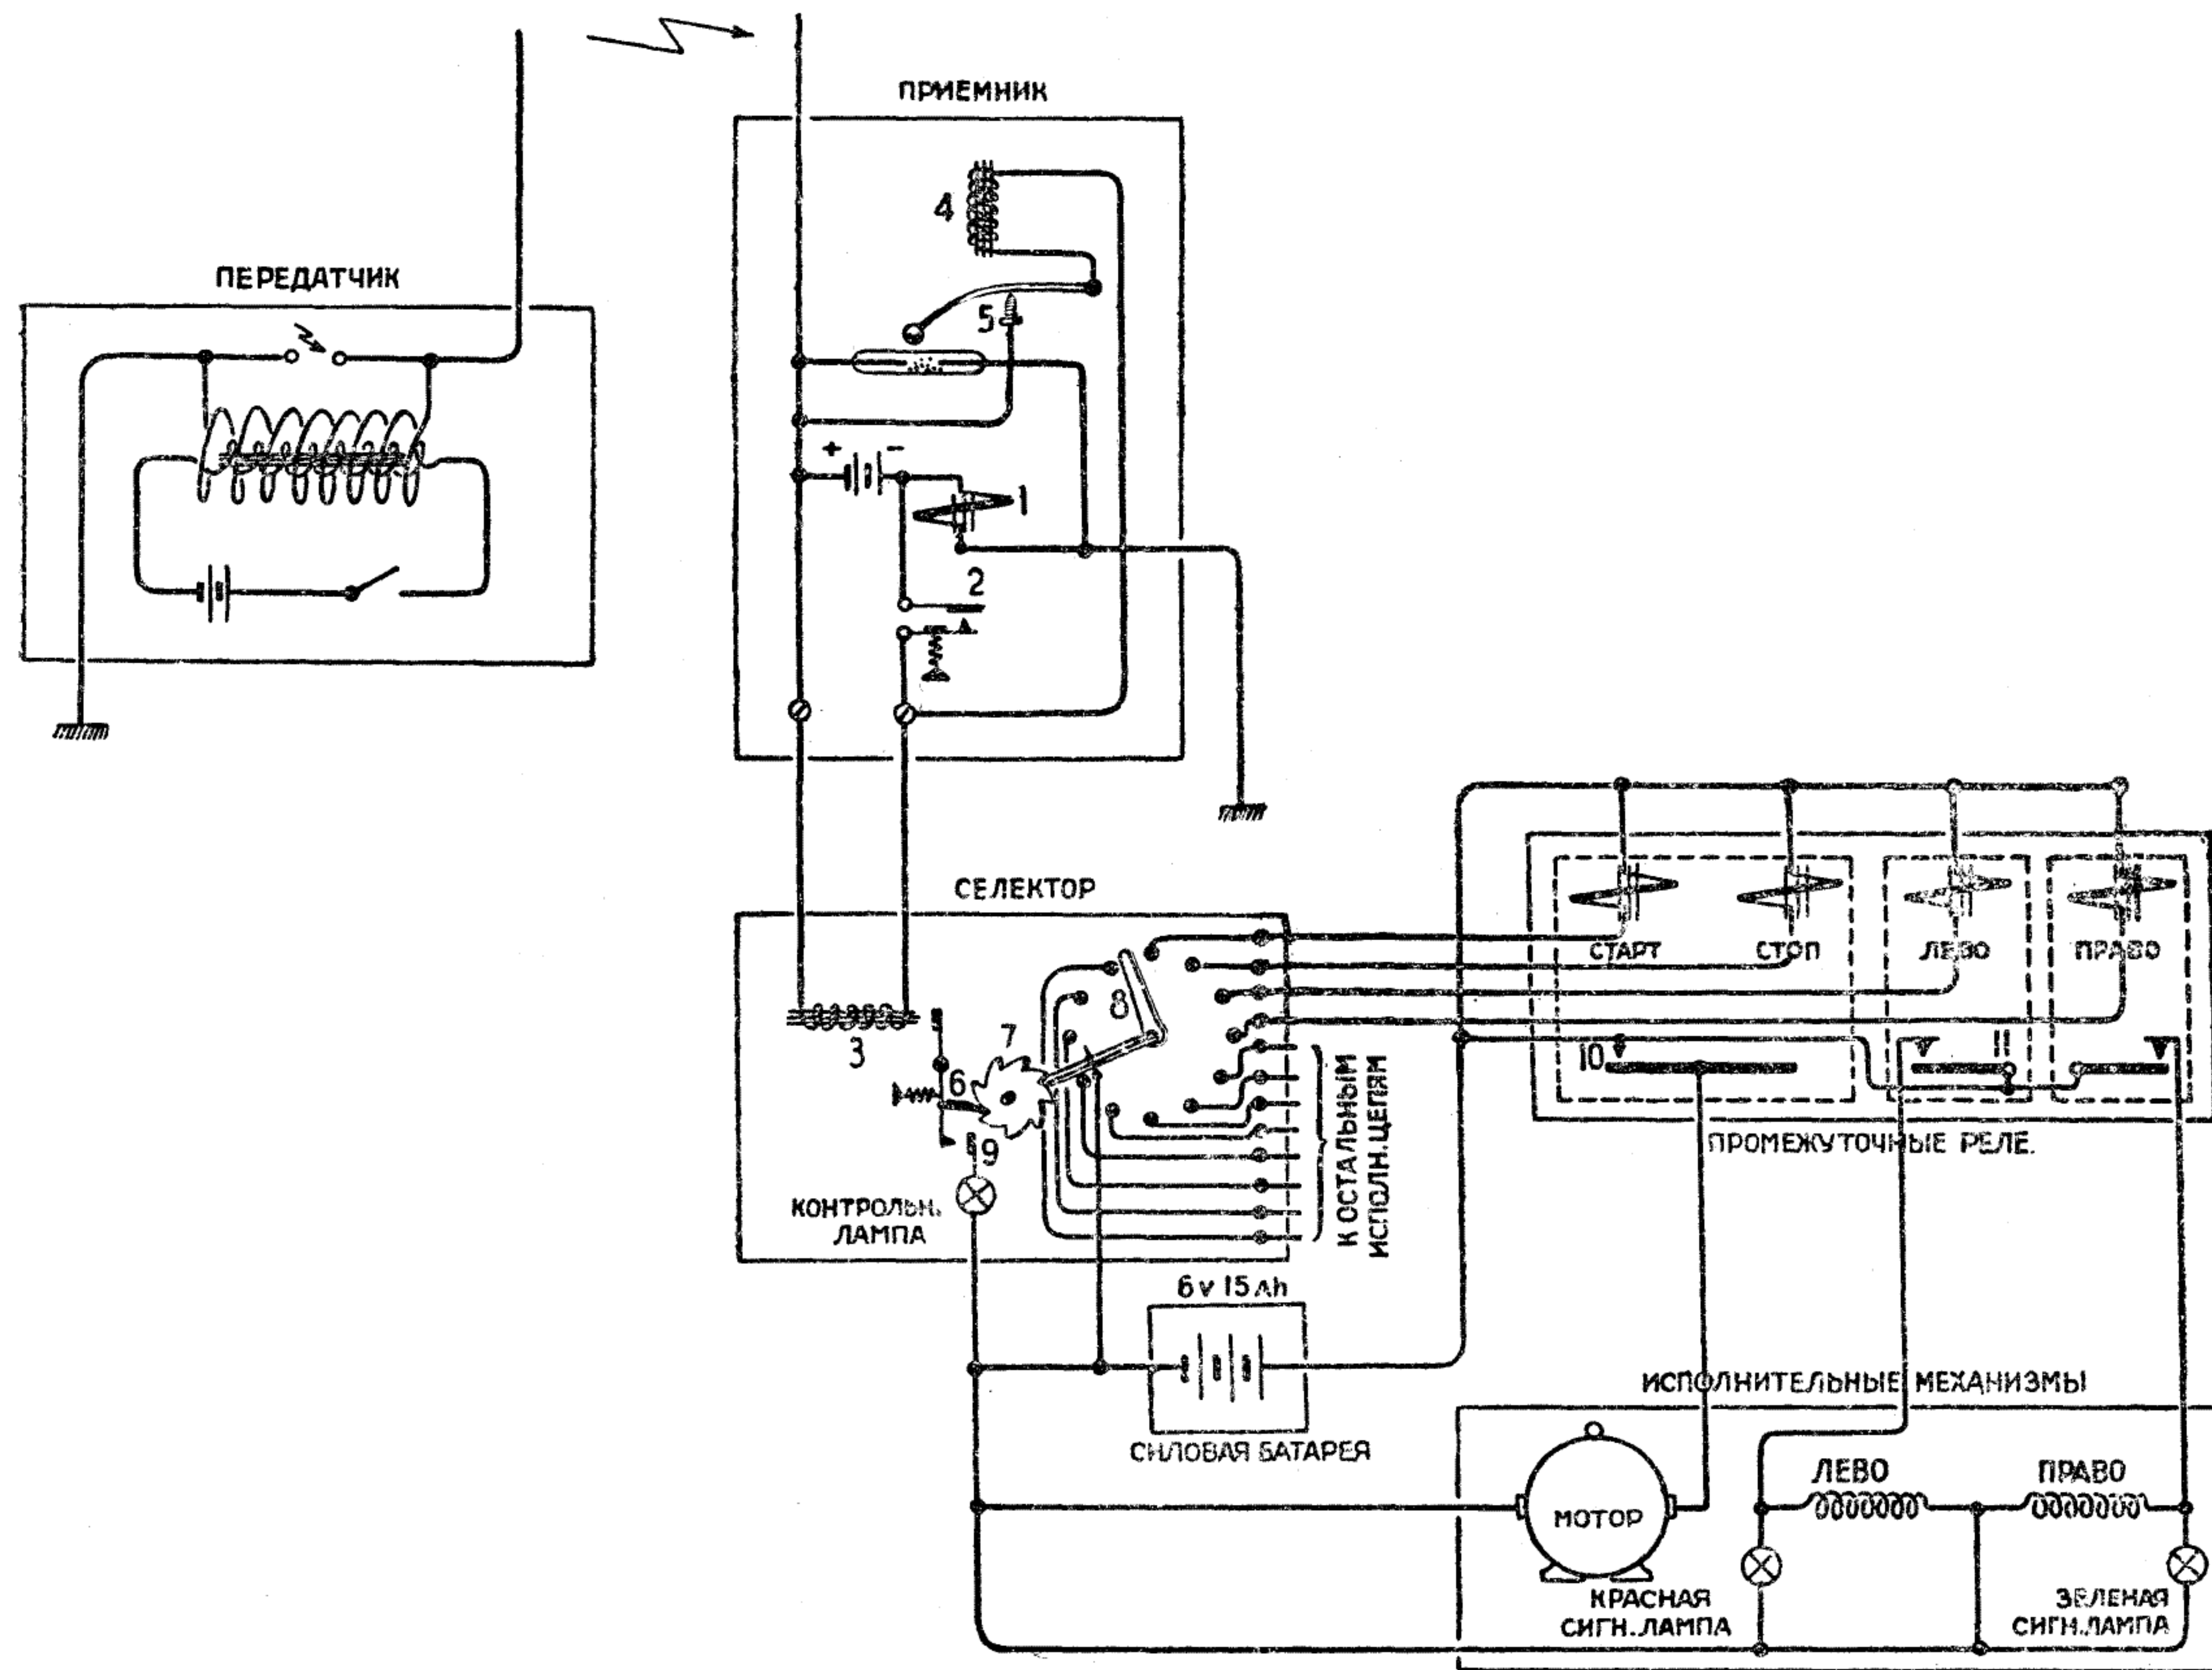 ПРИЕМНИК
4
ПЕРЕДАТЧИК
5
+ −
1
2
СЕЛЕКТОР
СТАРТ
СТОП
ЛЕВО
ПРАВО
8
3
7
10
11
6
9
К ОСТАЛЬНЫМ
ИСПОЛН.ЦЕПЯМ
ПРОМЕЖУТОЧНЫЕ РЕЛЕ.
КОНТРОЛЬН.
ЛАМПА
6 v 15 Ah
ИСПОЛНИТЕЛЬНЫЕ МЕХАНИЗМЫ
СИЛОВАЯ БАТАРЕЯ
ЛЕВО
ПРАВО
МОТОР
КРАСНАЯ
СИГН.ЛАМПА
ЗЕЛЕНАЯ
СИГН.ЛАМПА